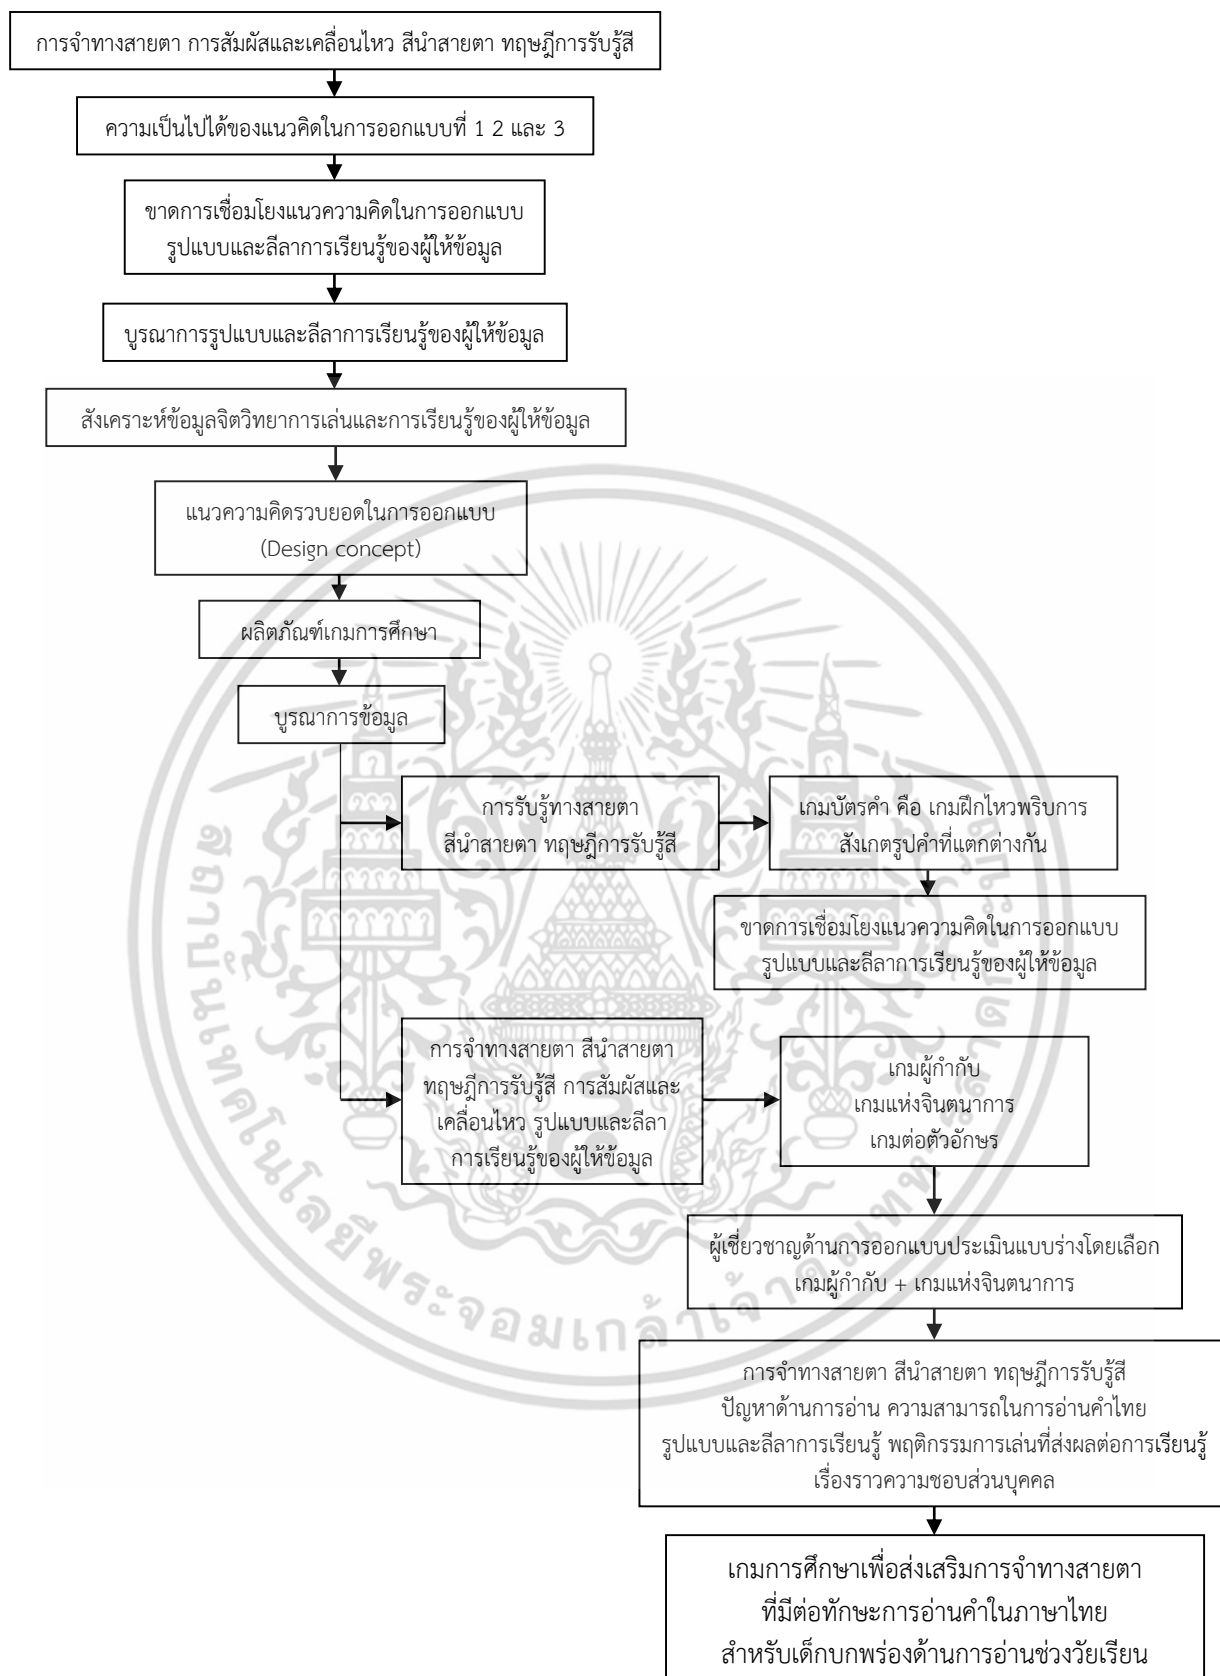 การจำทางสายตา การสัมผัสและเคลื่อนไหว สีนำสายตา ทฤษฎีการรับรู้สี
ความเป็นไปได้ของแนวคิดในการออกแบบที่ 1 2 และ 3
ขาดการเชื่อมโยงแนวความคิดในการออกแบบ
รูปแบบและลีลาการเรียนรู้ของผู้ให้ข้อมูล
บูรณาการรูปแบบและลีลาการเรียนรู้ของผู้ให้ข้อมูล
สังเคราะห์ข้อมูลจิตวิทยาการเล่นและการเรียนรู้ของผู้ให้ข้อมูล
แนวความคิดรวบยอดในการออกแบบ
(Design concept)
ผลิตภัณฑ์เกมการศึกษา
บูรณาการข้อมูล
การรับรู้ทางสายตา
สีนำสายตา ทฤษฎีการรับรู้สี
เกมบัตรคำ คือ เกมฝึกไหวพริบการ
สังเกตรูปคำที่แตกต่างกัน
ขาดการเชื่อมโยงแนวความคิดในการออกแบบ
รูปแบบและลีลาการเรียนรู้ของผู้ให้ข้อมูล
การจำทางสายตา สีนำสายตา
ทฤษฎีการรับรู้สี การสัมผัสและ
เคลื่อนไหว รูปแบบและลีลา
การเรียนรู้ของผู้ให้ข้อมูล
เกมผู้กำกับ
เกมแห่งจินตนาการ
เกมต่อตัวอักษร
ผู้เชี่ยวชาญด้านการออกแบบประเมินแบบร่างโดยเลือก
เกมผู้กำกับ + เกมแห่งจินตนาการ
การจำทางสายตา สีนำสายตา ทฤษฎีการรับรู้สี
ปัญหาด้านการอ่าน ความสามารถในการอ่านคำไทย
รูปแบบและลีลาการเรียนรู้ พฤติกรรมการเล่นที่ส่งผลต่อการเรียนรู้
เรื่องราวความชอบส่วนบุคคล
เกมการศึกษาเพื่อส่งเสริมการจำทางสายตา
ที่มีต่อทักษะการอ่านคำในภาษาไทย
สำหรับเด็กบกพร่องด้านการอ่านช่วงวัยเรียน
สถาบันเทคโนโลยีพระจอมเกล้าเจ้าคุณทหารลาดกระบัง